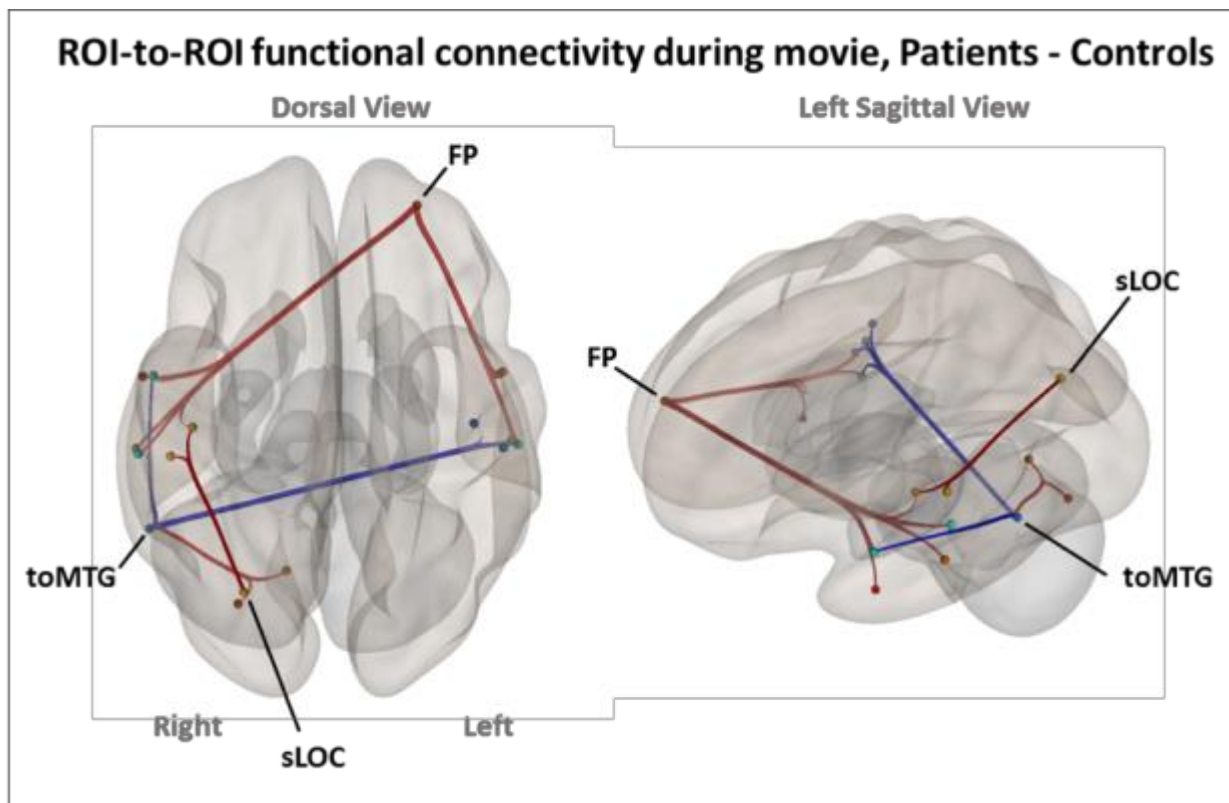 ROI-to-ROI functional connectivity during movie, Patients - Controls
Dorsal View
Left Sagittal View
FP
sLOC
FP
toMTG
toMTG
Right
Left
sLOC